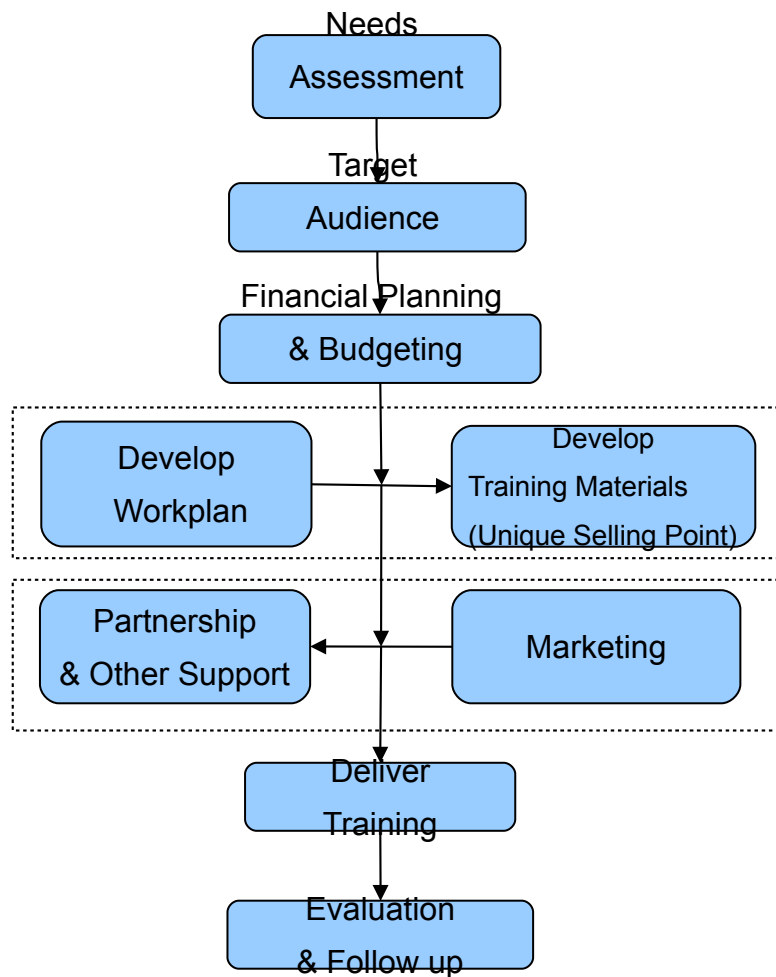 Needs
Assessment
Target
Audience
Financial Planning
& Budgeting
Develop
Workplan
Develop
Training Materials
(Unique Selling Point)
Partnership
& Other Support
Marketing
Deliver
Training
Evaluation
& Follow up